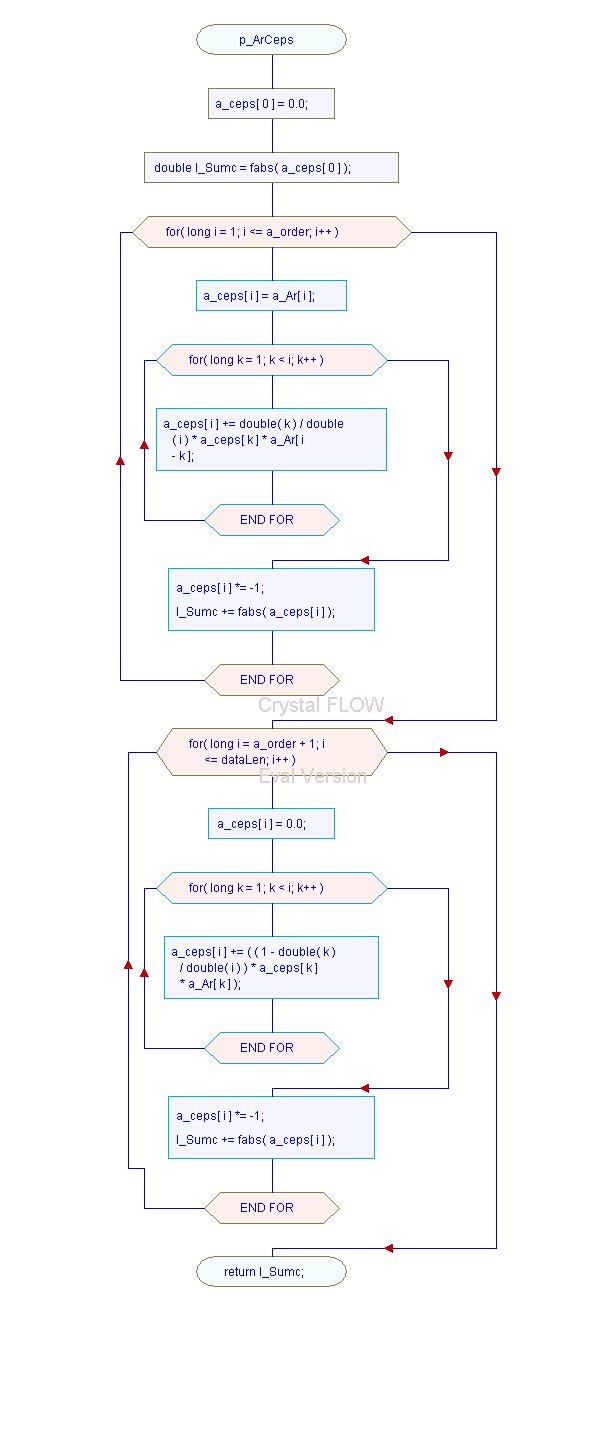 p_ArCeps
a_ceps[ 0 ] = 0.0;
double l_Sumc = fabs( a_ceps[ 0 ] );
for( long i = 1; i <= a_order; i++ )
a_ceps[ i ] = a_Ar[ i ];
for( long k = 1; k < i; k++ )
a_ceps[ i ] += double( k ) / double
( i ) * a_ceps[ k ] * a_Ar[ i
- k ];
END FOR
a_ceps[ i ] *= -1;
l_Sumc += fabs( a_ceps[ i ] );
END FOR
Crystal FLOW
for( long i = a_order + 1; i
<= dataLen; i++ )
Eval Version
a_ceps[ i ] = 0.0;
for( long k = 1; k < i; k++ )
a_ceps[ i ] += ( ( 1 - double( k )
/ double( i ) ) * a_ceps[ k ]
* a_Ar[ k ] );
END FOR
a_ceps[ i ] *= -1;
l_Sumc += fabs( a_ceps[ i ] );
END FOR
return l_Sumc;